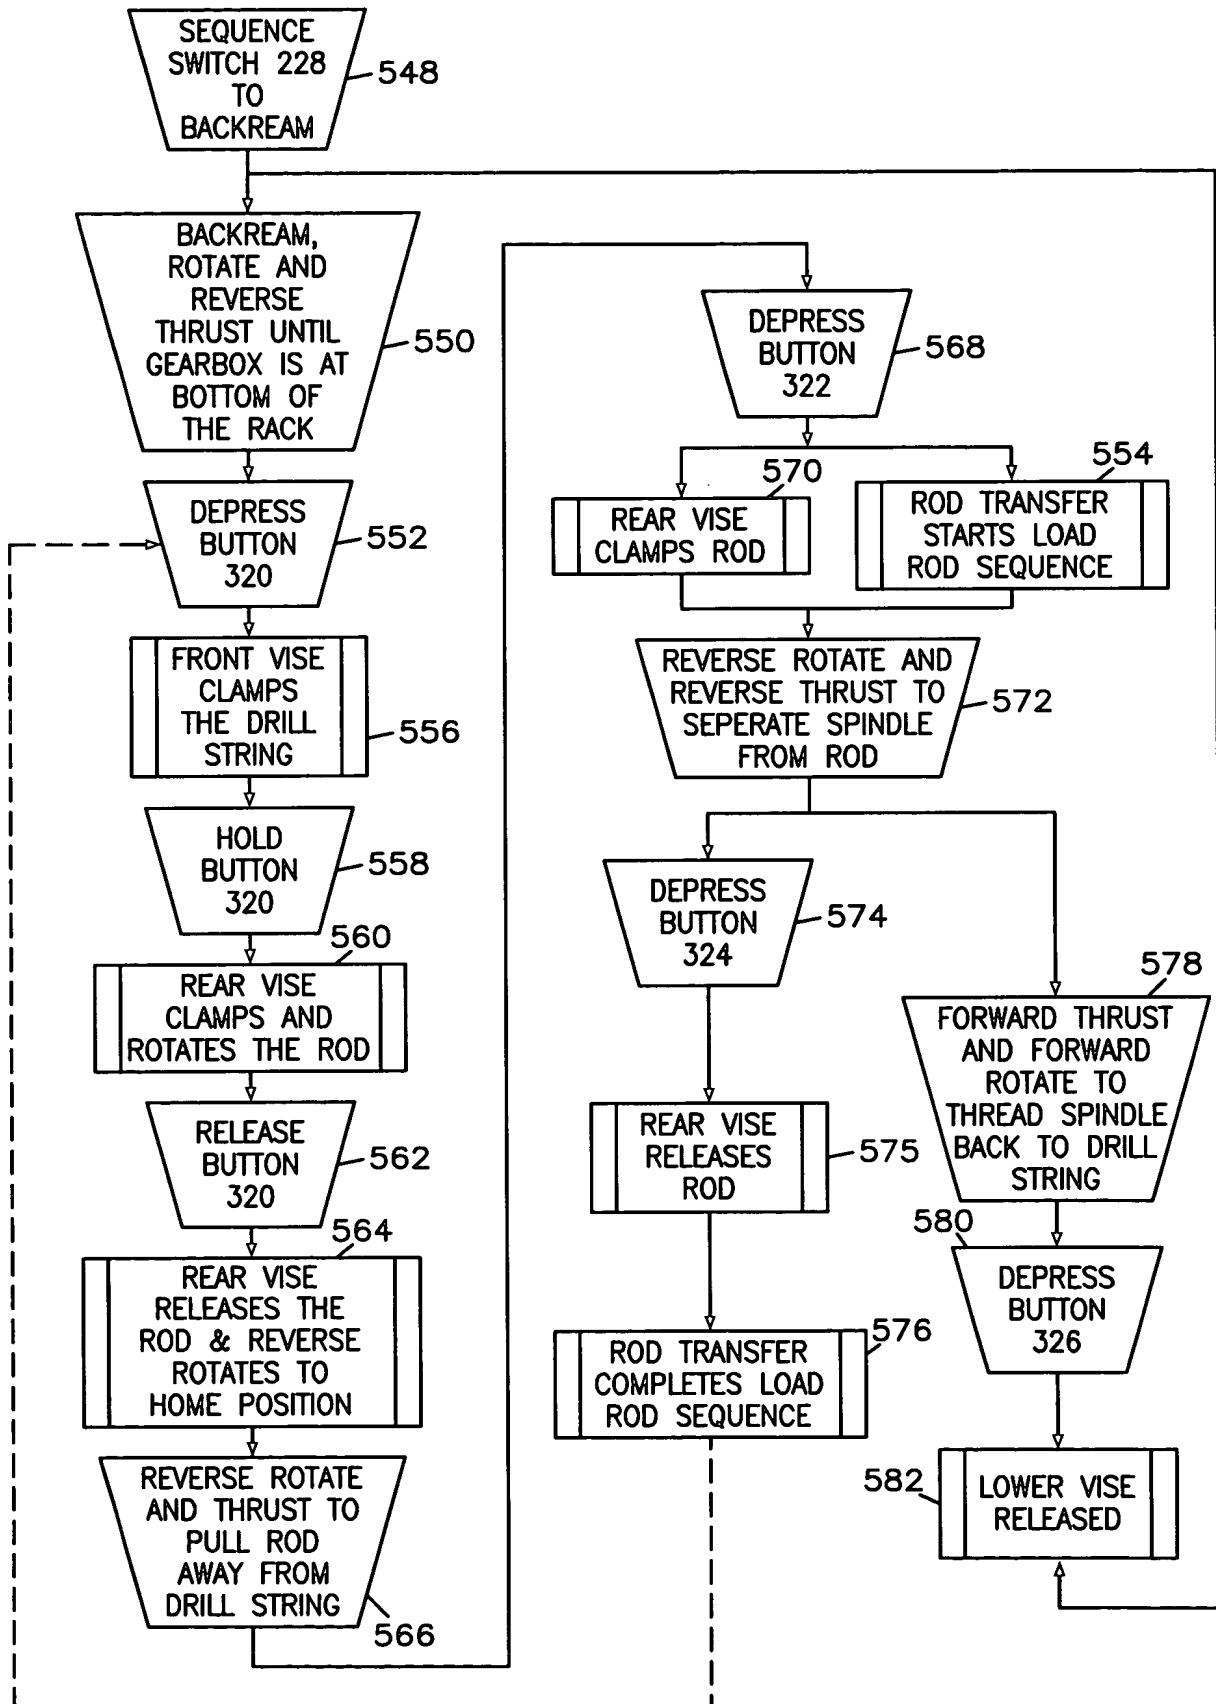 SEQUENCE
SWITCH 228
TO
BACKREAM
548
BACKREAM,
ROTATE AND
REVERSE
THRUST UNTIL
GEARBOX IS AT
BOTTOM OF
THE RACK
550
DEPRESS
BUTTON
320
552
FRONT VISE
CLAMPS
THE DRILL
STRING
556
HOLD
BUTTON
320
558
560
REAR VISE
CLAMPS AND
ROTATES THE ROD
RELEASE
BUTTON
320
562
564
REAR VISE
RELEASES THE
ROD & REVERSE
ROTATES TO
HOME POSITION
REVERSE ROTATE
AND THRUST TO
PULL ROD
AWAY FROM
DRILL STRING
566
DEPRESS
BUTTON
322
568
570
REAR VISE
CLAMPS ROD
554
ROD TRANSFER
STARTS LOAD
ROD SEQUENCE
REVERSE ROTATE AND
REVERSE THRUST TO
SEPERATE SPINDLE
FROM ROD
572
DEPRESS
BUTTON
324
574
REAR VISE
RELEASES
ROD
575
576
ROD TRANSFER
COMPLETES LOAD
ROD SEQUENCE
578
FORWARD THRUST
AND FORWARD
ROTATE TO
THREAD SPINDLE
BACK TO DRILL
STRING
580
DEPRESS
BUTTON
326
582
LOWER VISE
RELEASED